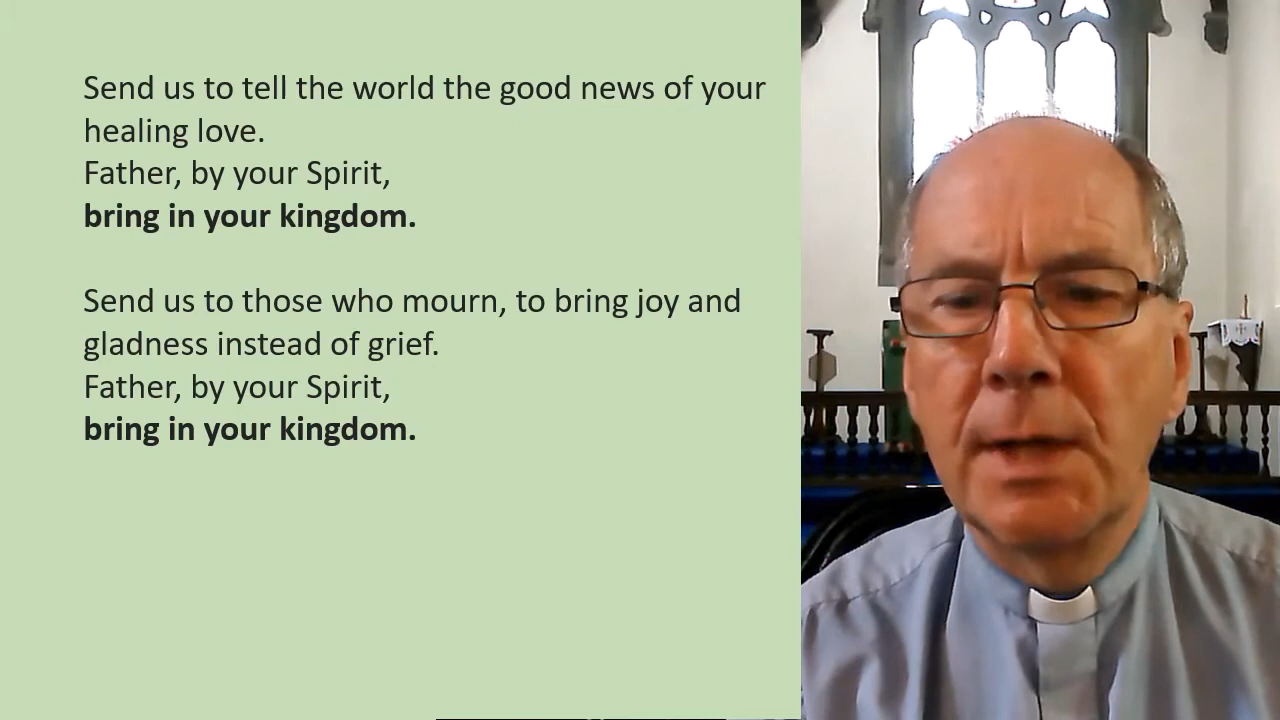 Send us to tell the world the good news of your
healing love.
Father, by your Spirit,
bring in your kingdom.
Send us to those who mourn, to bring joy and
gladness instead of grief.
Father, by your Spirit,
bring in your kingdom.